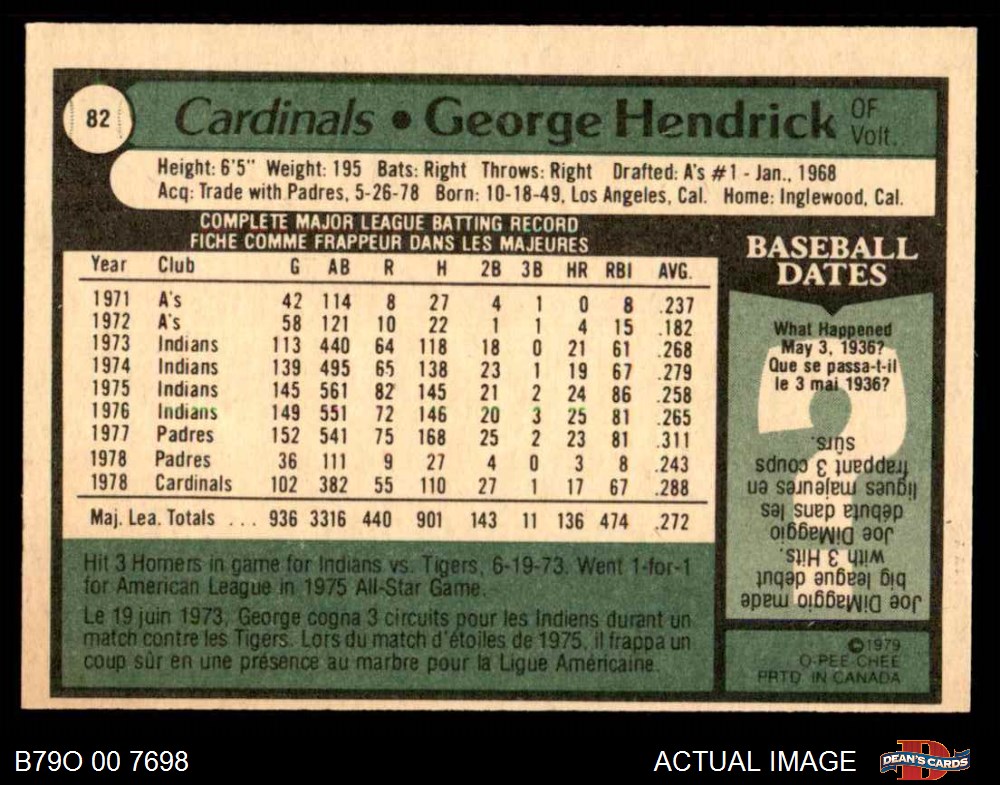 82
Cardinals • George Hendrick OF
Volt.
Height: 6'5" Weight: 195 Bats: Right Throws: Right Drafted: A's #1 - Jan., 1968
Acq: Trade with Padres, 5-26-78 Born: 10-18-49, Los Angeles, Cal. Home: Inglewood, Cal.
COMPLETE MAJOR LEAGUE BATTING RECORD
FICHE COMME FRAPPEUR DANS LES MAJEURES
Year Club G AB R H 2B 3B HR RBI AVG.
1971 A's 42 114 8 27 4 1 0 8 .237
1972 A's 58 121 10 22 1 1 4 15 .182
1973 Indians 113 440 64 118 18 0 21 61 .268
1974 Indians 139 495 65 138 23 1 19 67 .279
1975 Indians 145 561 82 145 21 2 24 86 .258
1976 Indians 149 551 72 146 20 3 25 81 .265
1977 Padres 152 541 75 168 25 2 23 81 .311
1978 Padres 36 111 9 27 4 0 3 8 .243
1978 Cardinals 102 382 55 110 27 1 17 67 .288
Maj. Lea. Totals ... 936 3316 440 901 143 11 136 474 .272
Hit 3 Homers in game for Indians vs. Tigers, 6-19-73. Went 1-for-1
for American League in 1975 All-Star Game.
Le 19 juin 1973, George cogna 3 circuits pour les Indiens durant un
match contre les Tigers. Lors du match d'étoiles de 1975, il frappa un
coup sûr en une présence au marbre pour la Ligue Américaine.
BASEBALL
DATES
What Happened
May 3, 1936?
Que se passa-t-il
le 3 mai 1936?
Joe DiMaggio made
big league debut
with 3 Hits.
Joe DiMaggio
débuta dans les
ligues majeures en
frappant 3 coups
sûrs.
©1979
O-PEE-CHEE
PRTD. IN CANADA
B79O 00 7698
ACTUAL IMAGE
D
DEAN'S CARDS